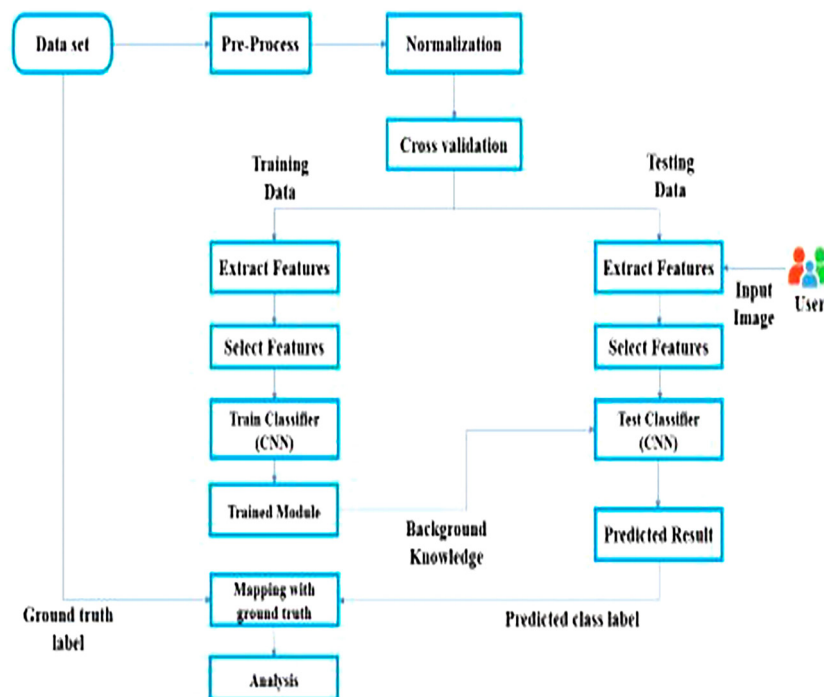 Data set
Pre-Process
Normalization
Cross validation
Training
Data
Testing
Data
Extract Features
Extract Features
Input
Image
User
Select Features
Select Features
Train Classifier
(CNN)
Test Classifier
(CNN)
Trained Module
Background
Knowledge
Predicted Result
Ground truth
label
Mapping with
ground truth
Predicted class label
Analysis